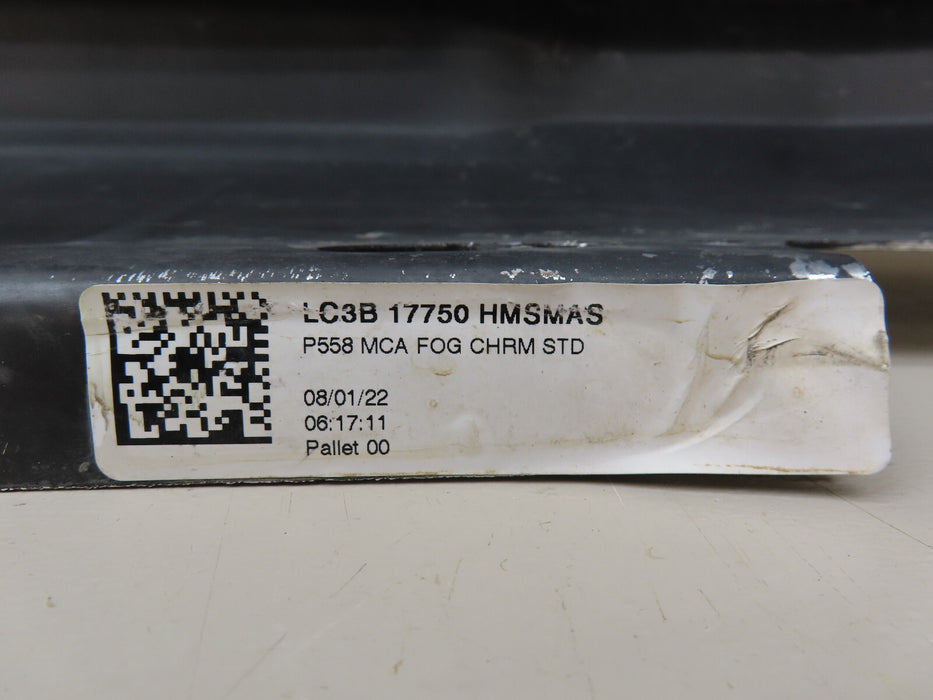 LC3B 17750 HMSMAS
P558 MCA FOG CHRM STD
08/01/22
06:17:11
Pallet 00